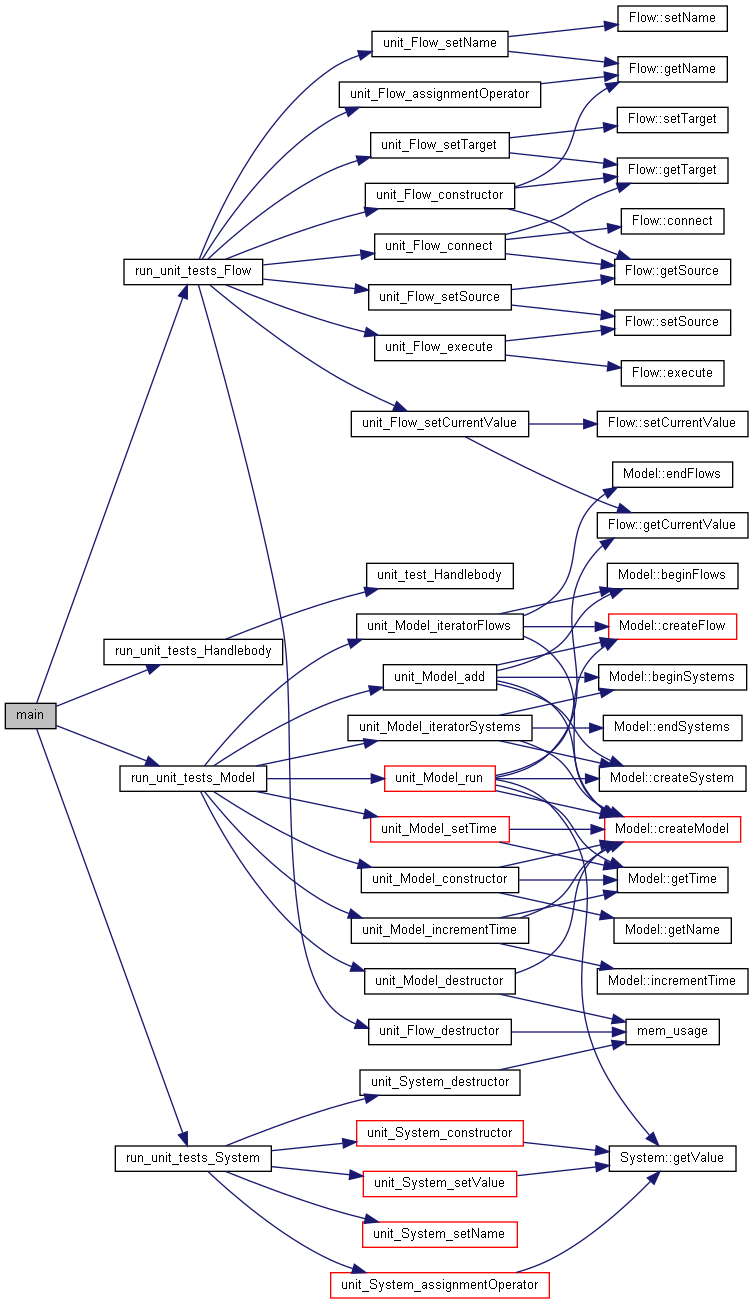 Flow::setName
unit_Flow_setName
Flow::getName
unit_Flow_assignmentOperator
Flow::setTarget
unit_Flow_setTarget
Flow::getTarget
unit_Flow_constructor
Flow::connect
unit_Flow_connect
run_unit_tests_Flow
Flow::getSource
unit_Flow_setSource
Flow::setSource
unit_Flow_execute
Flow::execute
unit_Flow_setCurrentValue
Flow::setCurrentValue
Model::endFlows
Flow::getCurrentValue
unit_test_Handlebody
Model::beginFlows
unit_Model_iteratorFlows
Model::createFlow
run_unit_tests_Handlebody
unit_Model_add
Model::beginSystems
main
unit_Model_iteratorSystems
Model::endSystems
run_unit_tests_Model
unit_Model_run
Model::createSystem
unit_Model_setTime
Model::createModel
unit_Model_constructor
Model::getTime
unit_Model_incrementTime
Model::getName
unit_Model_destructor
Model::incrementTime
unit_Flow_destructor
mem_usage
unit_System_destructor
unit_System_constructor
run_unit_tests_System
System::getValue
unit_System_setValue
unit_System_setName
unit_System_assignmentOperator